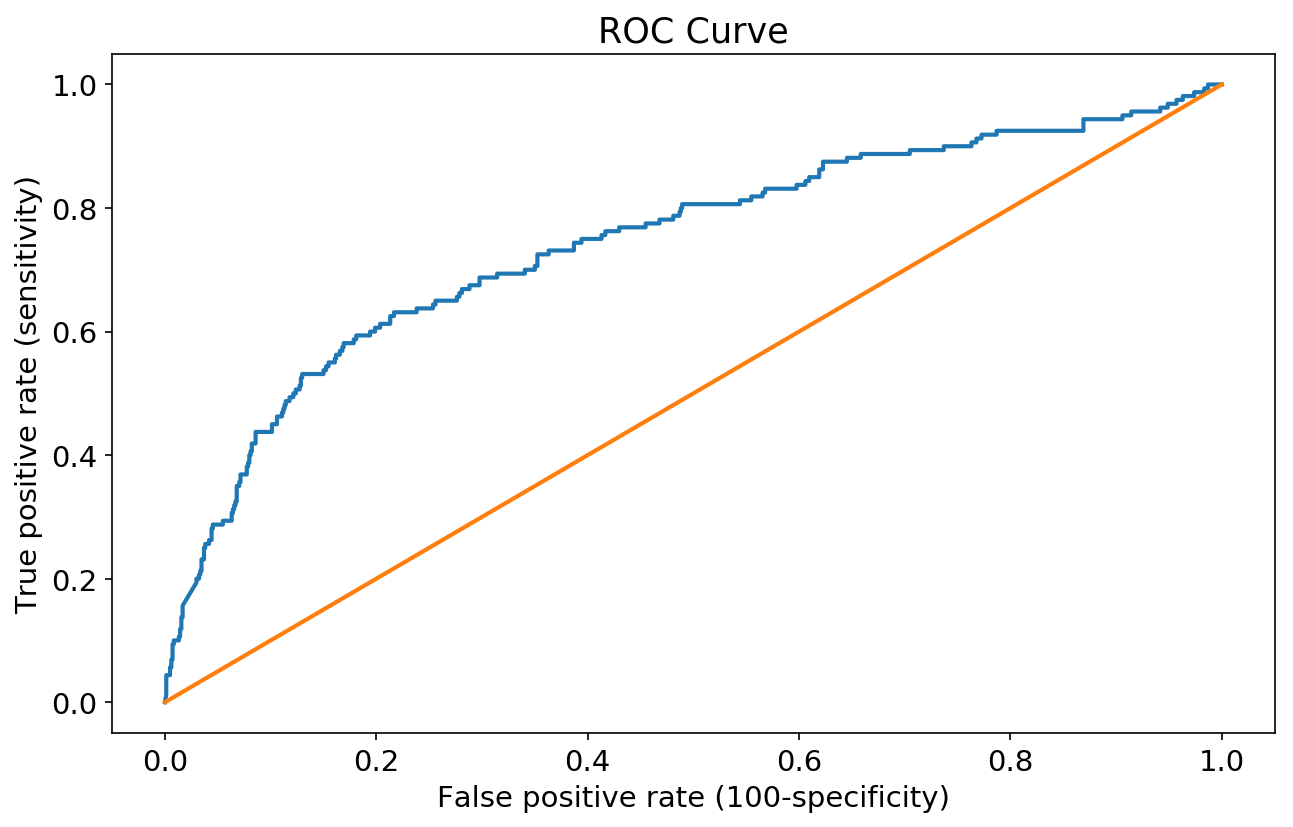 ROC Curve
True positive rate (sensitivity)
1.0
0.8
0.6
0.4
0.2
0.0
0.0 0.2 0.4 0.6 0.8 1.0
False positive rate (100-specificity)